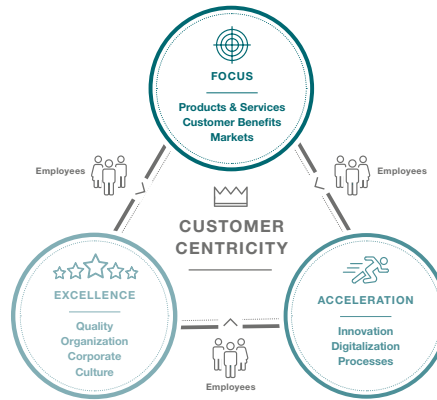 FOCUS
Products & Services
Customer Benefits
Markets
Employees
Employees
CUSTOMER
CENTRICITY
EXCELLENCE
Quality
Organization
Corporate
Culture
ACCELERATION
Innovation
Digitalization
Processes
Employees